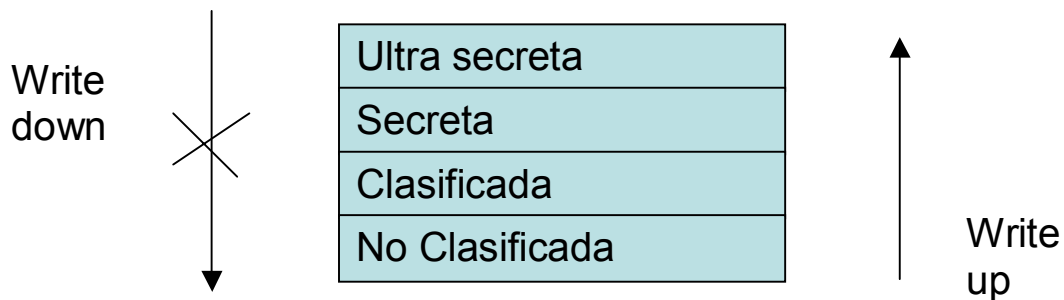 Write
down
Ultra secreta
Secreta
Clasificada
No Clasificada
Write
up